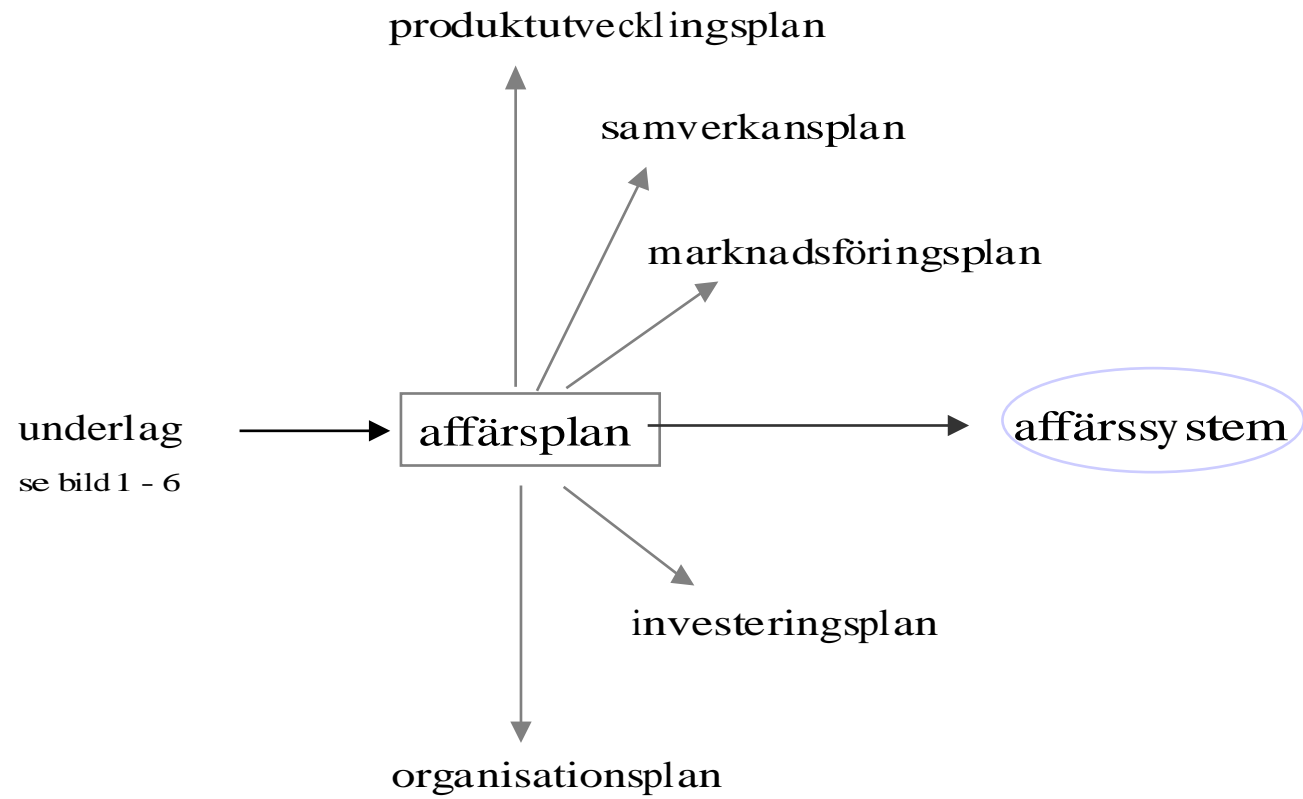 produktutvecklingsplan
samverkansplan
marknadsföringsplan
underlag
se bild 1 - 6
affärsplan
affärssystem
investeringsplan
organisationsplan